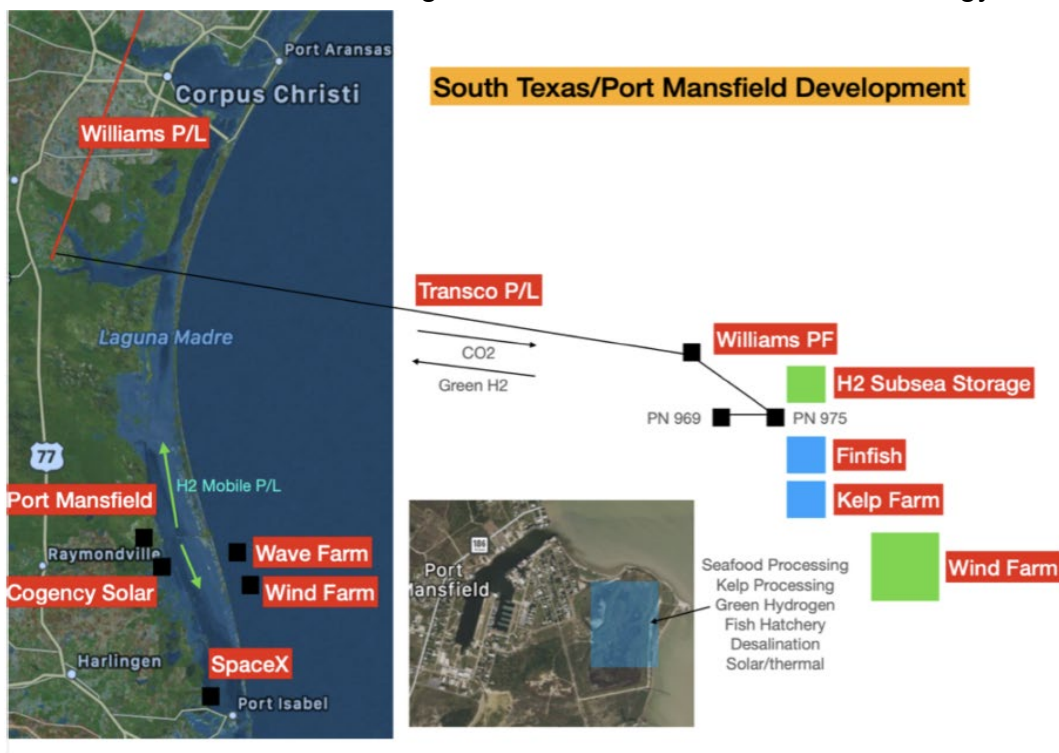 South Texas/Port Mansfield Development
Port Aransas
Corpus Christi
Williams P/L
Transco P/L
CO2
Green H2
Laguna Madre
Williams PF
H2 Subsea Storage
PN 969
PN 975
Finfish
Kelp Farm
Wind Farm
77
H2 Mobile P/L
Port Mansfield
Raymondville
Cogency Solar
Wave Farm
Wind Farm
SpaceX
Harlingen
Port Isabel
186
Port
Mansfield
Seafood Processing
Kelp Processing
Green Hydrogen
Fish Hatchery
Desalination
Solar/thermal